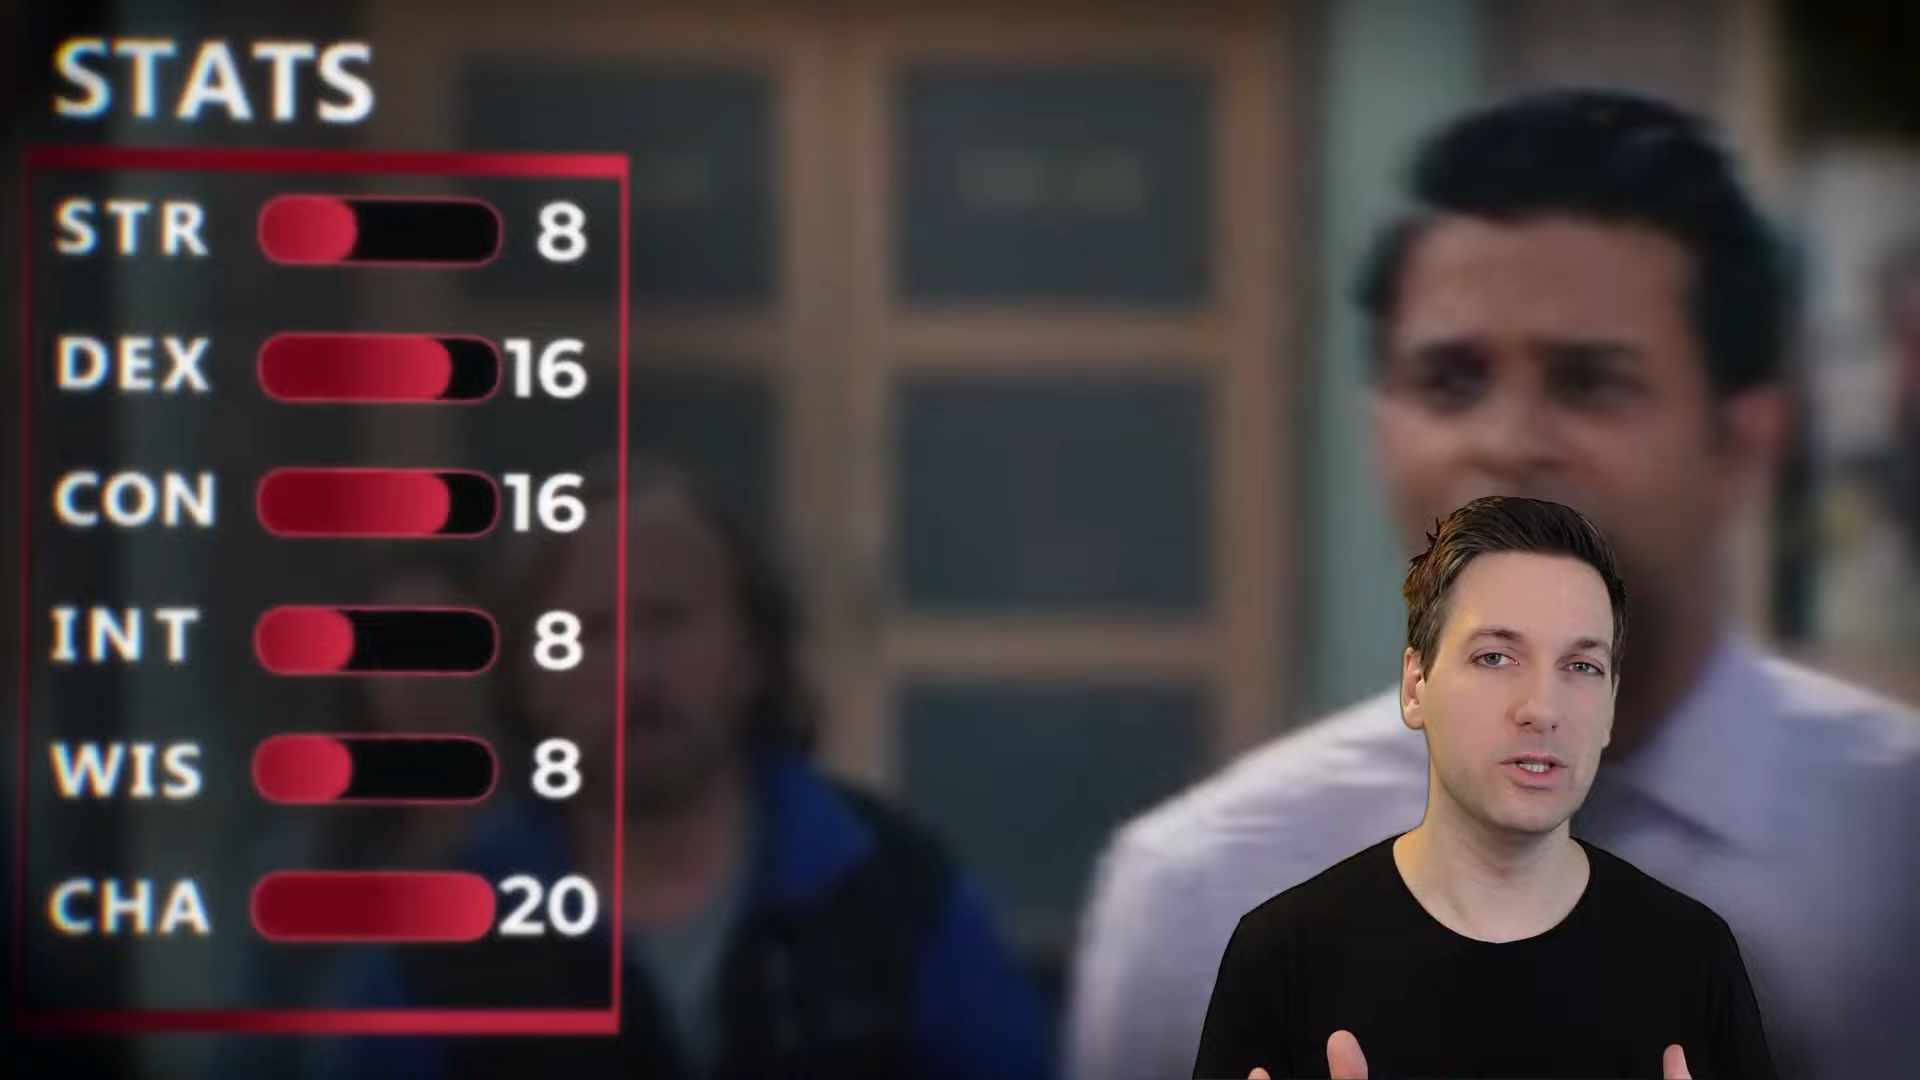 STATS
STR 8
DEX 16
CON 16
INT 8
WIS 8
CHA 20